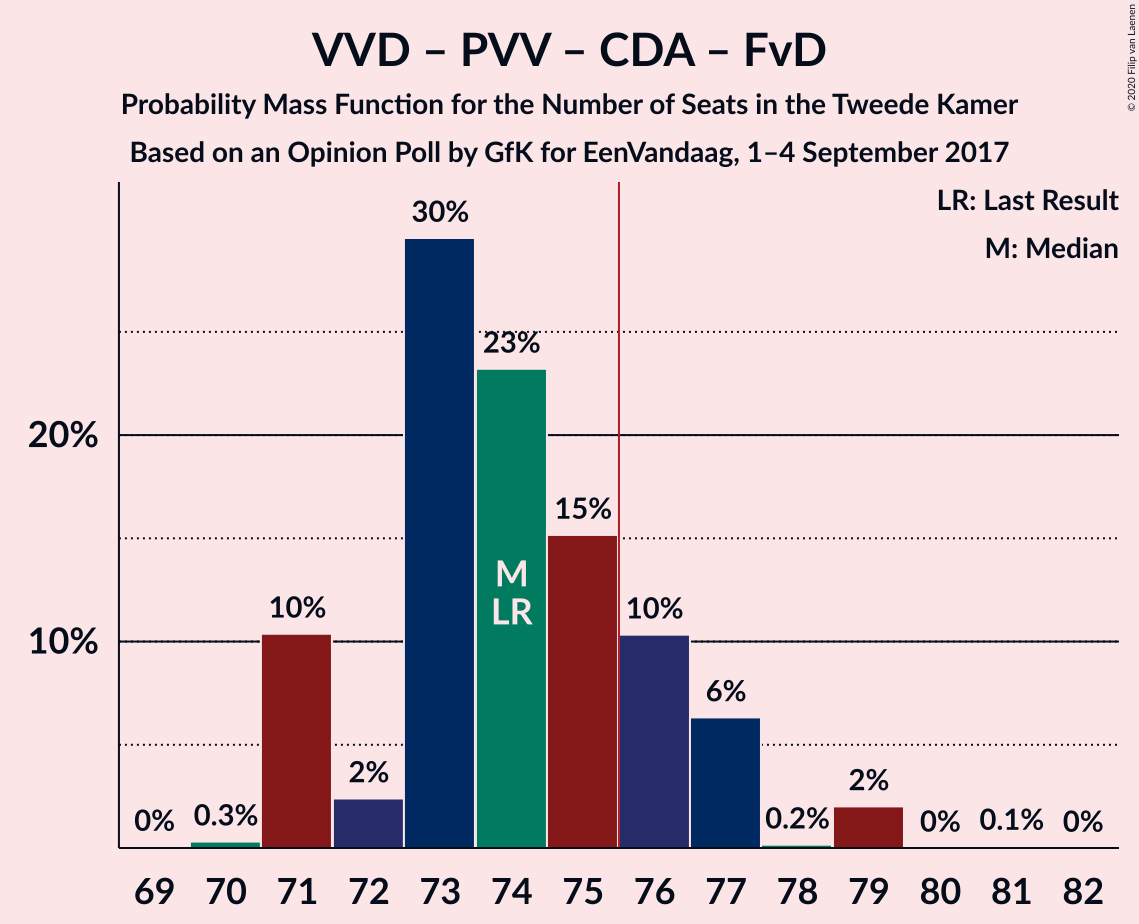 VVD – PVV – CDA – FvD
Probability Mass Function for the Number of Seats in the Tweede Kamer
Based on an Opinion Poll by GfK for EenVandaag, 1–4 September 2017
© 2020 Filip van Laenen
LR: Last Result
M: Median
30%
23%
20%
15%
M
LR
10%
10%
10%
6%
2%
2%
0%
0.3%
0.2%
0%
0.1%
0%
69 70 71 72 73 74 75 76 77 78 79 80 81 82